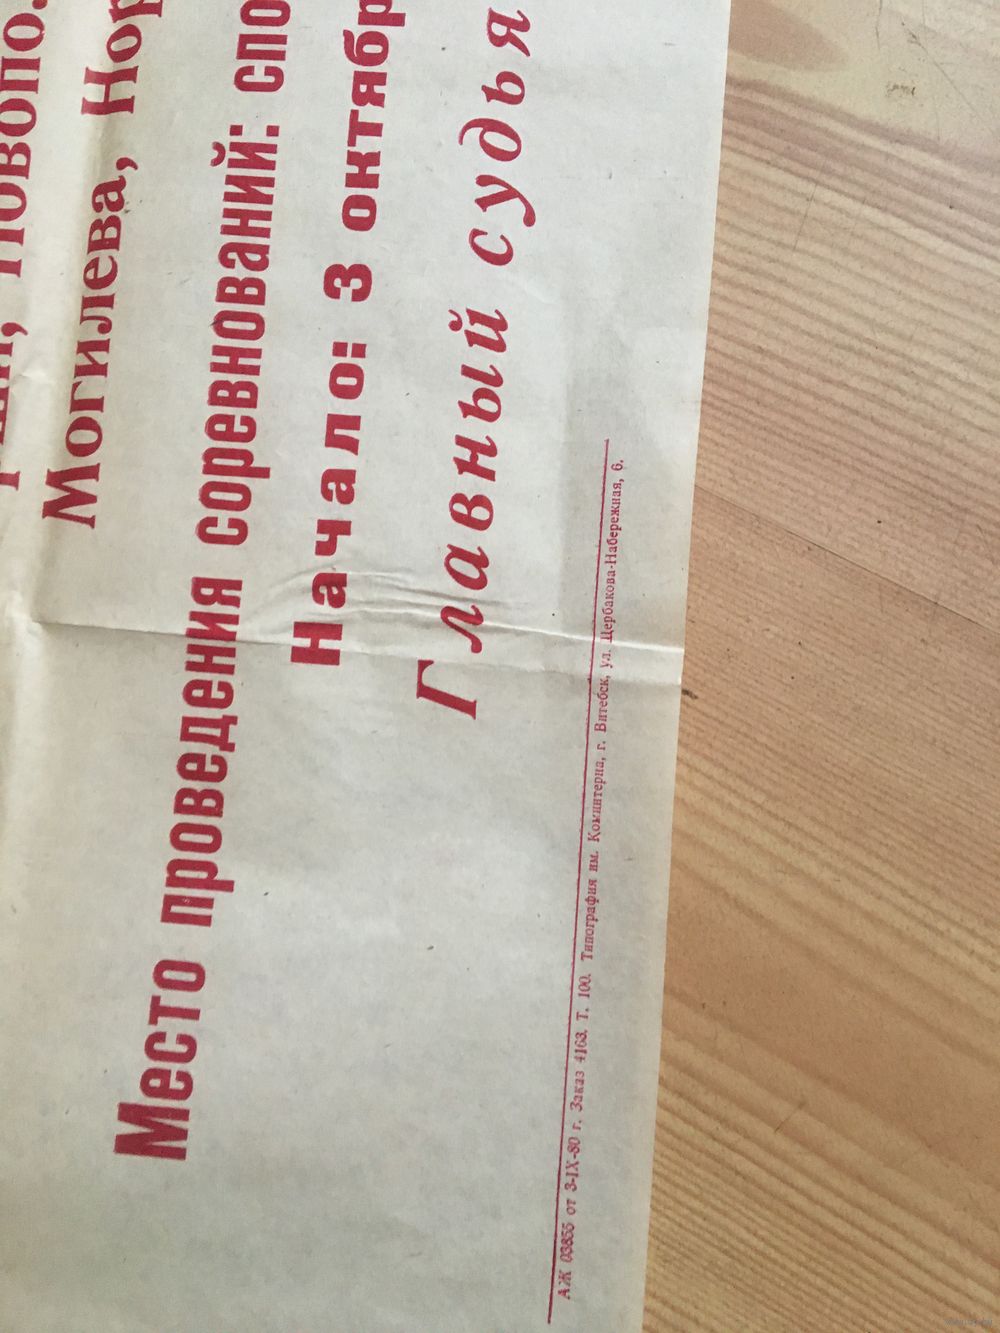 Новопо
Могилева, Нор
Место проведения соревнований: спо
Начало: 3 октябр
Главный судья
АЖ 03855 от 3-IX-80 г. Заказ 4163. Т. 100. Типография им. Коминтерна, г. Витебск, ул. Щербакова-Набережная, 6.